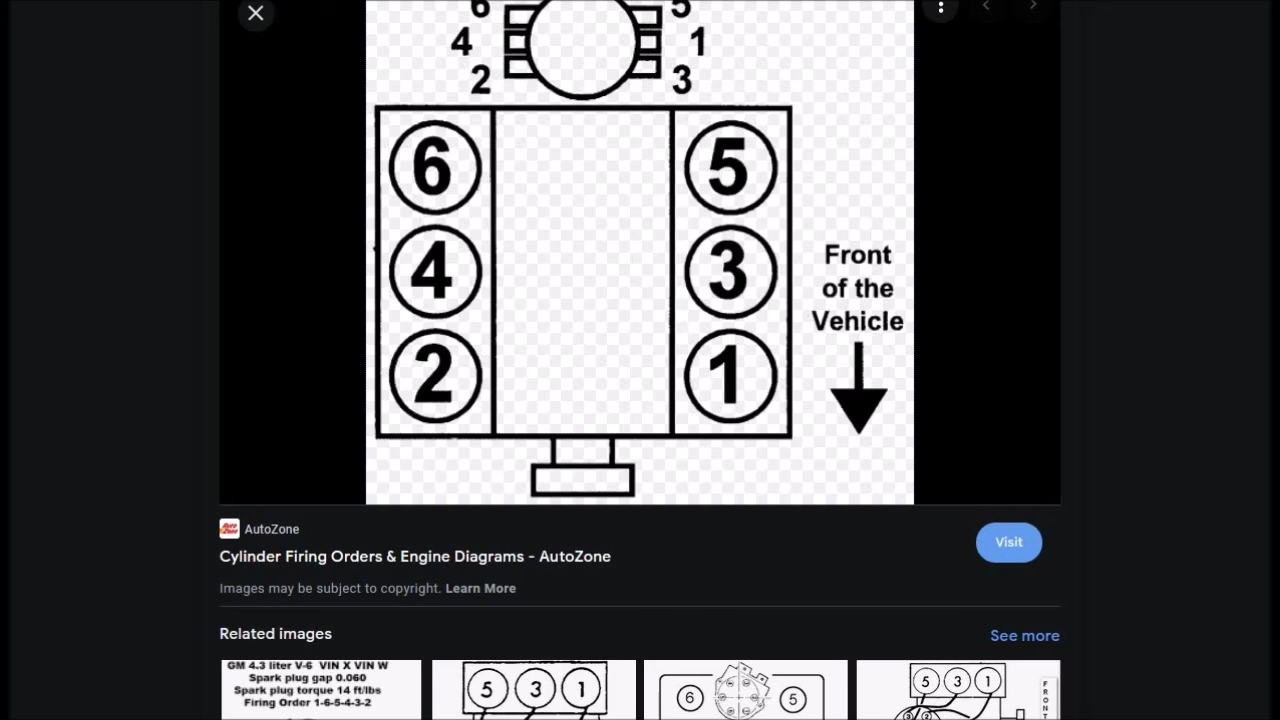 6 5
4 1
2 3
6 5
4 3
2 1
Front
of the
Vehicle
AutoZone
Cylinder Firing Orders & Engine Diagrams - AutoZone
Visit
Images may be subject to copyright. Learn More
Related images
See more
GM 4.3 liter V-6 VIN X VIN W
Spark plug gap 0.060
Spark plug torque 14 ft/lbs
Firing Order 1-6-5-4-3-2
5 3 1
6 5
5 3 1
FRONT